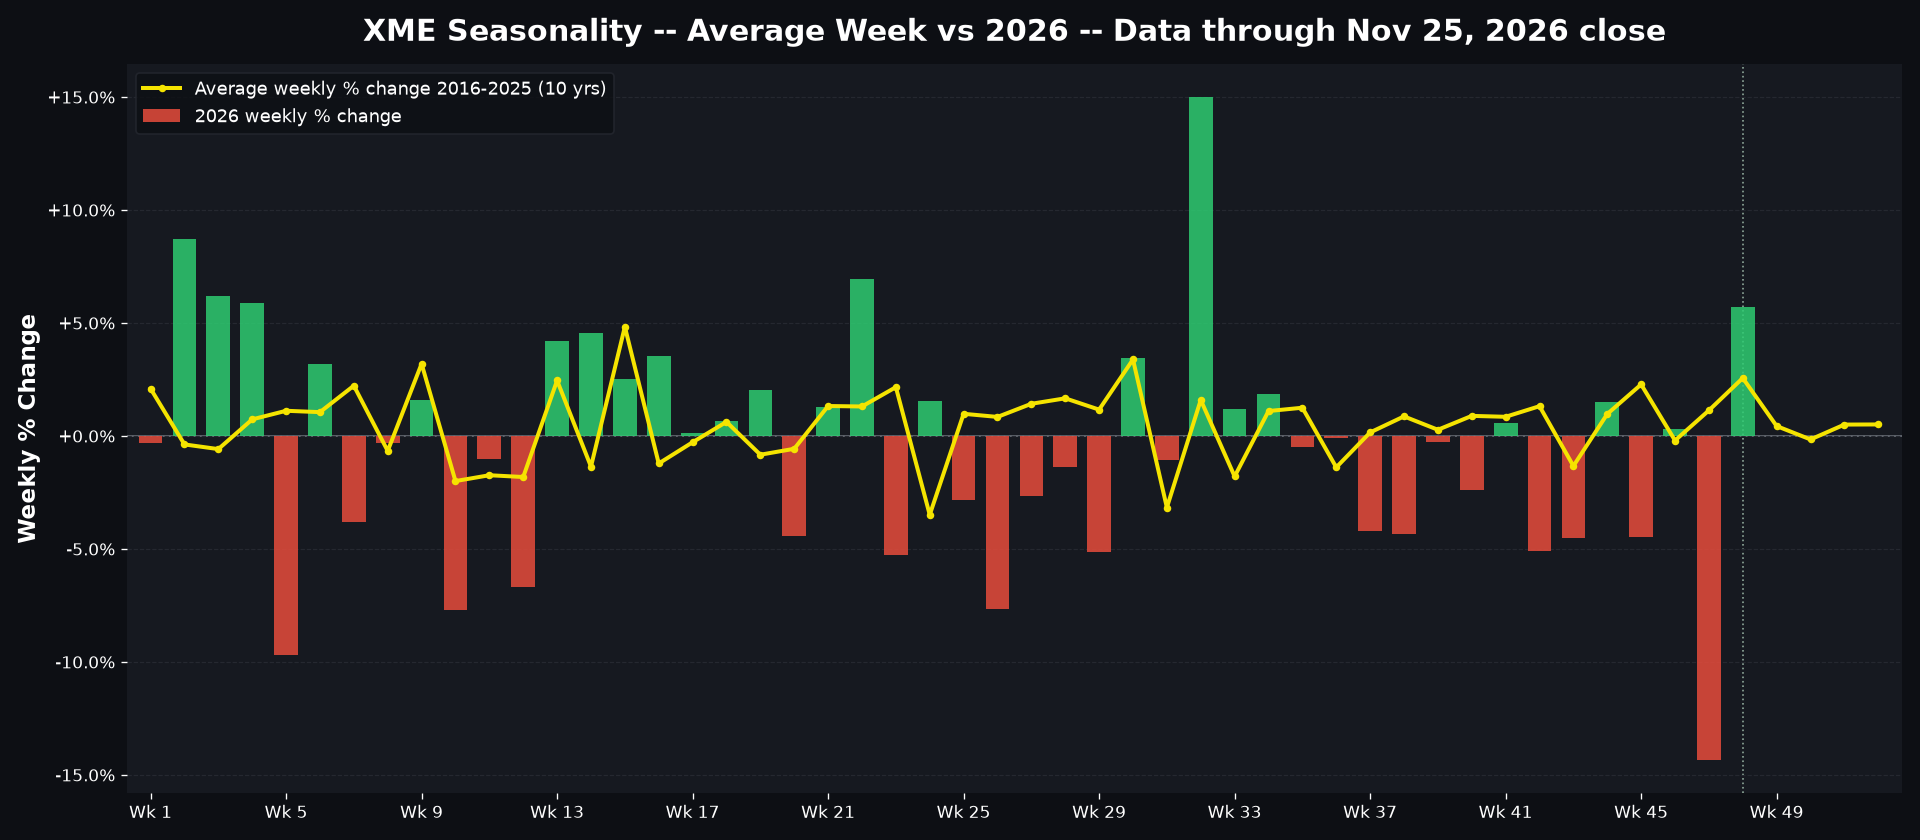 XME Seasonality -- Average Week vs 2026 -- Data through Nov 25, 2026 close
Average weekly % change 2016-2025 (10 yrs)
2026 weekly % change
Weekly % Change
+15.0%
+10.0%
+5.0%
+0.0%
-5.0%
-10.0%
-15.0%
Wk 1 Wk 5 Wk 9 Wk 13 Wk 17 Wk 21 Wk 25 Wk 29 Wk 33 Wk 37 Wk 41 Wk 45 Wk 49